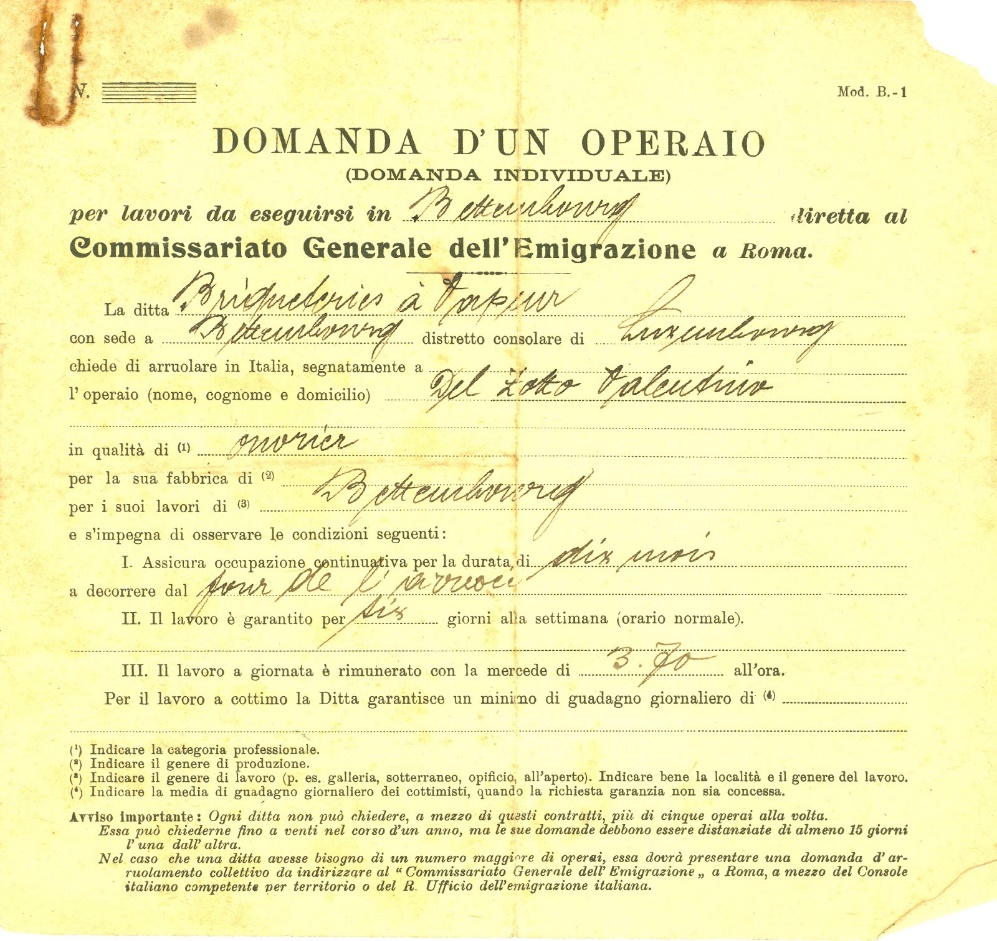 N. Mod. B.-1
DOMANDA D'UN OPERAIO
(DOMANDA INDIVIDUALE)
per lavori da eseguirsi in Bettembourg diretta al
Commissariato Generale dell'Emigrazione a Roma.
La ditta Briqueteries à Vapeur
con sede a Bettembourg distretto consolare di Luxembourg
chiede di arruolare in Italia, segnatamente a
l'operaio (nome, cognome e domicilio) Del Zotto Valentino
in qualità di (1) ouvrier
per la sua fabbrica di (2)
per i suoi lavori di (3) Bettembourg
e s'impegna di osservare le condizioni seguenti:
I. Assicura occupazione continuativa per la durata di dix mois
a decorrere dal jour de l'
II. Il lavoro è garantito per six giorni alla settimana (orario normale).
III. Il lavoro a giornata è rimunerato con la mercede di 3.70 all'ora.
Per il lavoro a cottimo la Ditta garantisce un minimo di guadagno giornaliero di (4)
(1) Indicare la categoria professionale.
(2) Indicare il genere di produzione.
(3) Indicare il genere di lavoro (p. es. galleria, sotterraneo, opificio, all'aperto). Indicare bene la località e il genere del lavoro.
(4) Indicare la media di guadagno giornaliero dei cottimisti, quando la richiesta garanzia non sia concessa.
Avviso importante: Ogni ditta non può chiedere, a mezzo di questi contratti, più di cinque operai alla volta.
Essa può chiederne fino a venti nel corso d'un anno, ma le sue domande debbono essere distanziate di almeno 15 giorni
l'una dall'altra.
Nel caso che una ditta avesse bisogno di un numero maggiore di operai, essa dovrà presentare una domanda d'ar-
ruolamento collettivo da indirizzare al "Commissariato Generale dell'Emigrazione„ a Roma, a mezzo del Console
italiano competente per territorio o del R. Ufficio dell'emigrazione italiana.